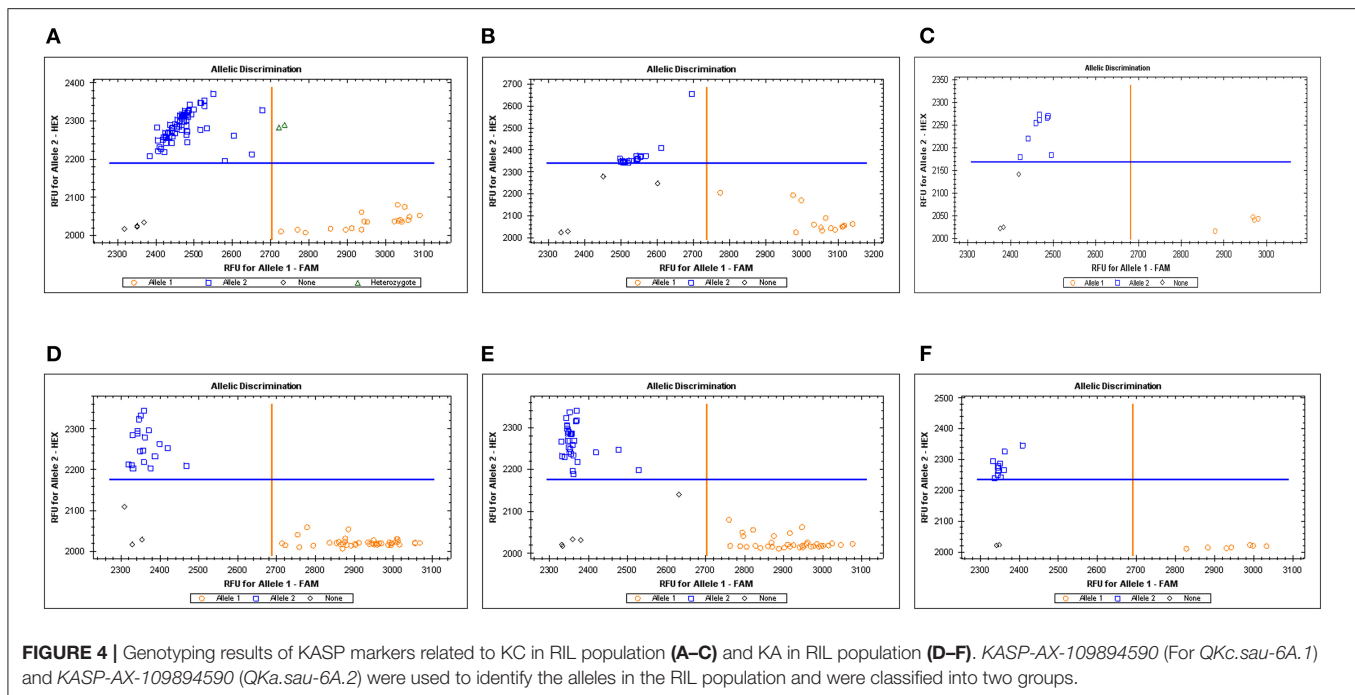 A
B
C
Allelic Discrimination
Allelic Discrimination
Allelic Discrimination
RFU for Allele 2 - HEX
2400
2300
2200
2100
2000
2300 2400 2500 2600 2700 2800 2900 3000 3100
RFU for Allele 1 - FAM
Allele 1 Allele 2 None Heterozygote
RFU for Allele 2 - HEX
2700
2600
2500
2400
2300
2200
2100
2000
2300 2400 2500 2600 2700 2800 2900 3000 3100 3200
RFU for Allele 1 - FAM
Allele 1 Allele 2 None
RFU for Allele 2 - HEX
2350
2300
2250
2200
2150
2100
2050
2000
2300 2400 2500 2600 2700 2800 2900 3000
RFU for Allele 1 - FAM
Allele 1 Allele 2 None
D
E
F
Allelic Discrimination
Allelic Discrimination
Allelic Discrimination
RFU for Allele 2 - HEX
2300
2200
2100
2000
2300 2400 2500 2600 2700 2800 2900 3000 3100
RFU for Allele 1 - FAM
Allele 1 Allele 2 None
RFU for Allele 2 - HEX
2300
2200
2100
2000
2300 2400 2500 2600 2700 2800 2900 3000 3100
RFU for Allele 1 - FAM
Allele 1 Allele 2 None
RFU for Allele 2 - HEX
2500
2400
2300
2200
2100
2000
2300 2400 2500 2600 2700 2800 2900 3000 3100
RFU for Allele 1 - FAM
Allele 1 Allele 2 None
FIGURE 4 | Genotyping results of KASP markers related to KC in RIL population (A–C) and KA in RIL population (D–F). KASP-AX-109894590 (For QKc.sau-6A.1)
and KASP-AX-109894590 (QKa.sau-6A.2) were used to identify the alleles in the RIL population and were classified into two groups.